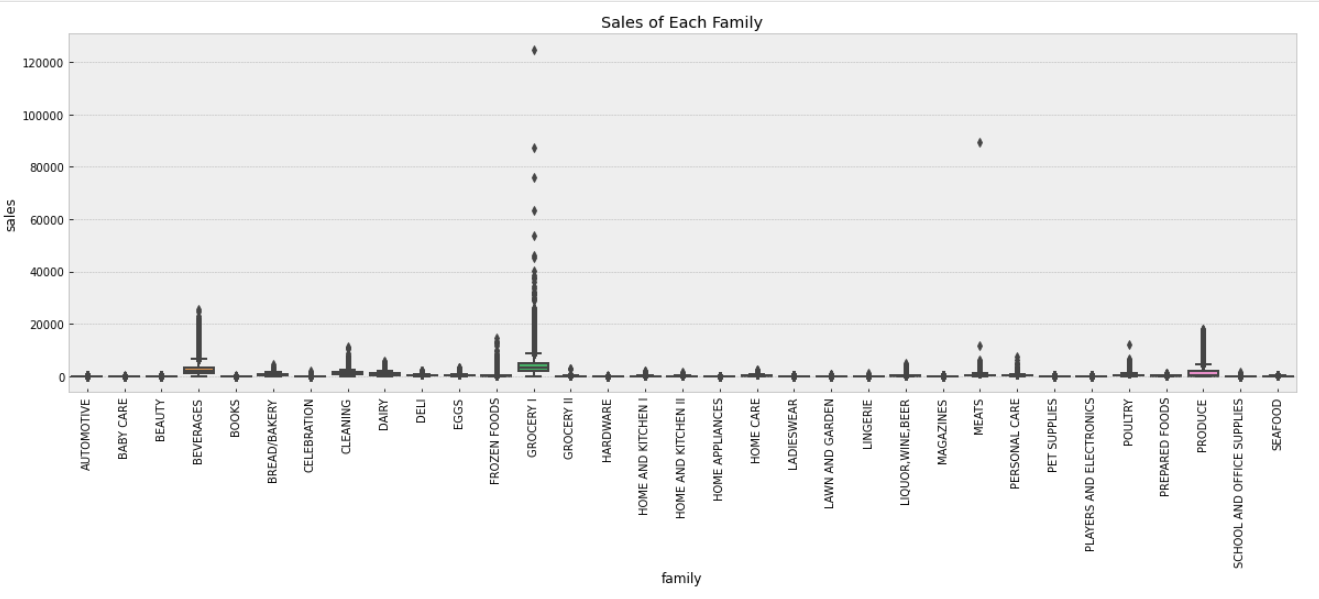 Sales of Each Family
120000
100000
80000
60000
40000
20000
0
sales
AUTOMOTIVE
BABY CARE
BEAUTY
BEVERAGES
BOOKS
BREAD/BAKERY
CELEBRATION
CLEANING
DAIRY
DELI
EGGS
FROZEN FOODS
GROCERY I
GROCERY II
HARDWARE
HOME AND KITCHEN I
HOME AND KITCHEN II
HOME APPLIANCES
HOME CARE
LADIESWEAR
LAWN AND GARDEN
LINGERIE
LIQUOR,WINE,BEER
MAGAZINES
MEATS
PERSONAL CARE
PET SUPPLIES
PLAYERS AND ELECTRONICS
POULTRY
PREPARED FOODS
PRODUCE
SCHOOL AND OFFICE SUPPLIES
SEAFOOD
family